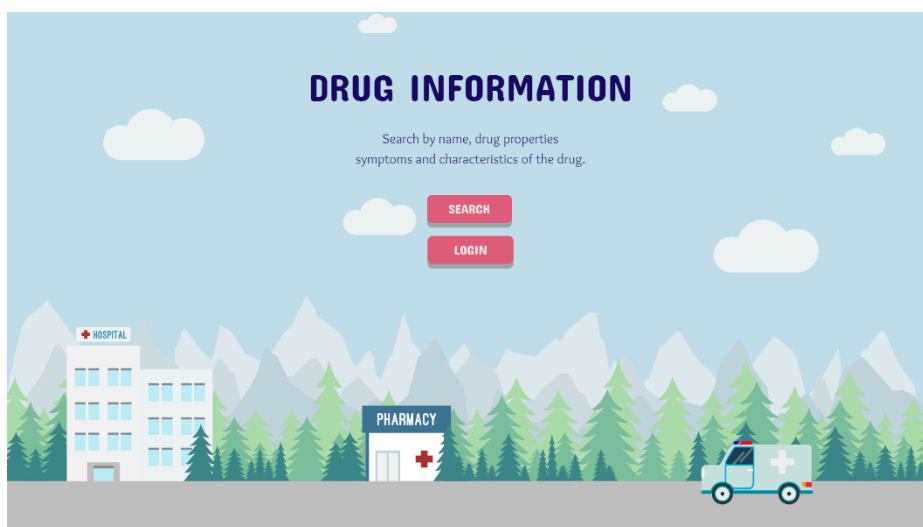 DRUG INFORMATION
Search by name, drug properties
symptoms and characteristics of the drug.
SEARCH
LOGIN
HOSPITAL
PHARMACY